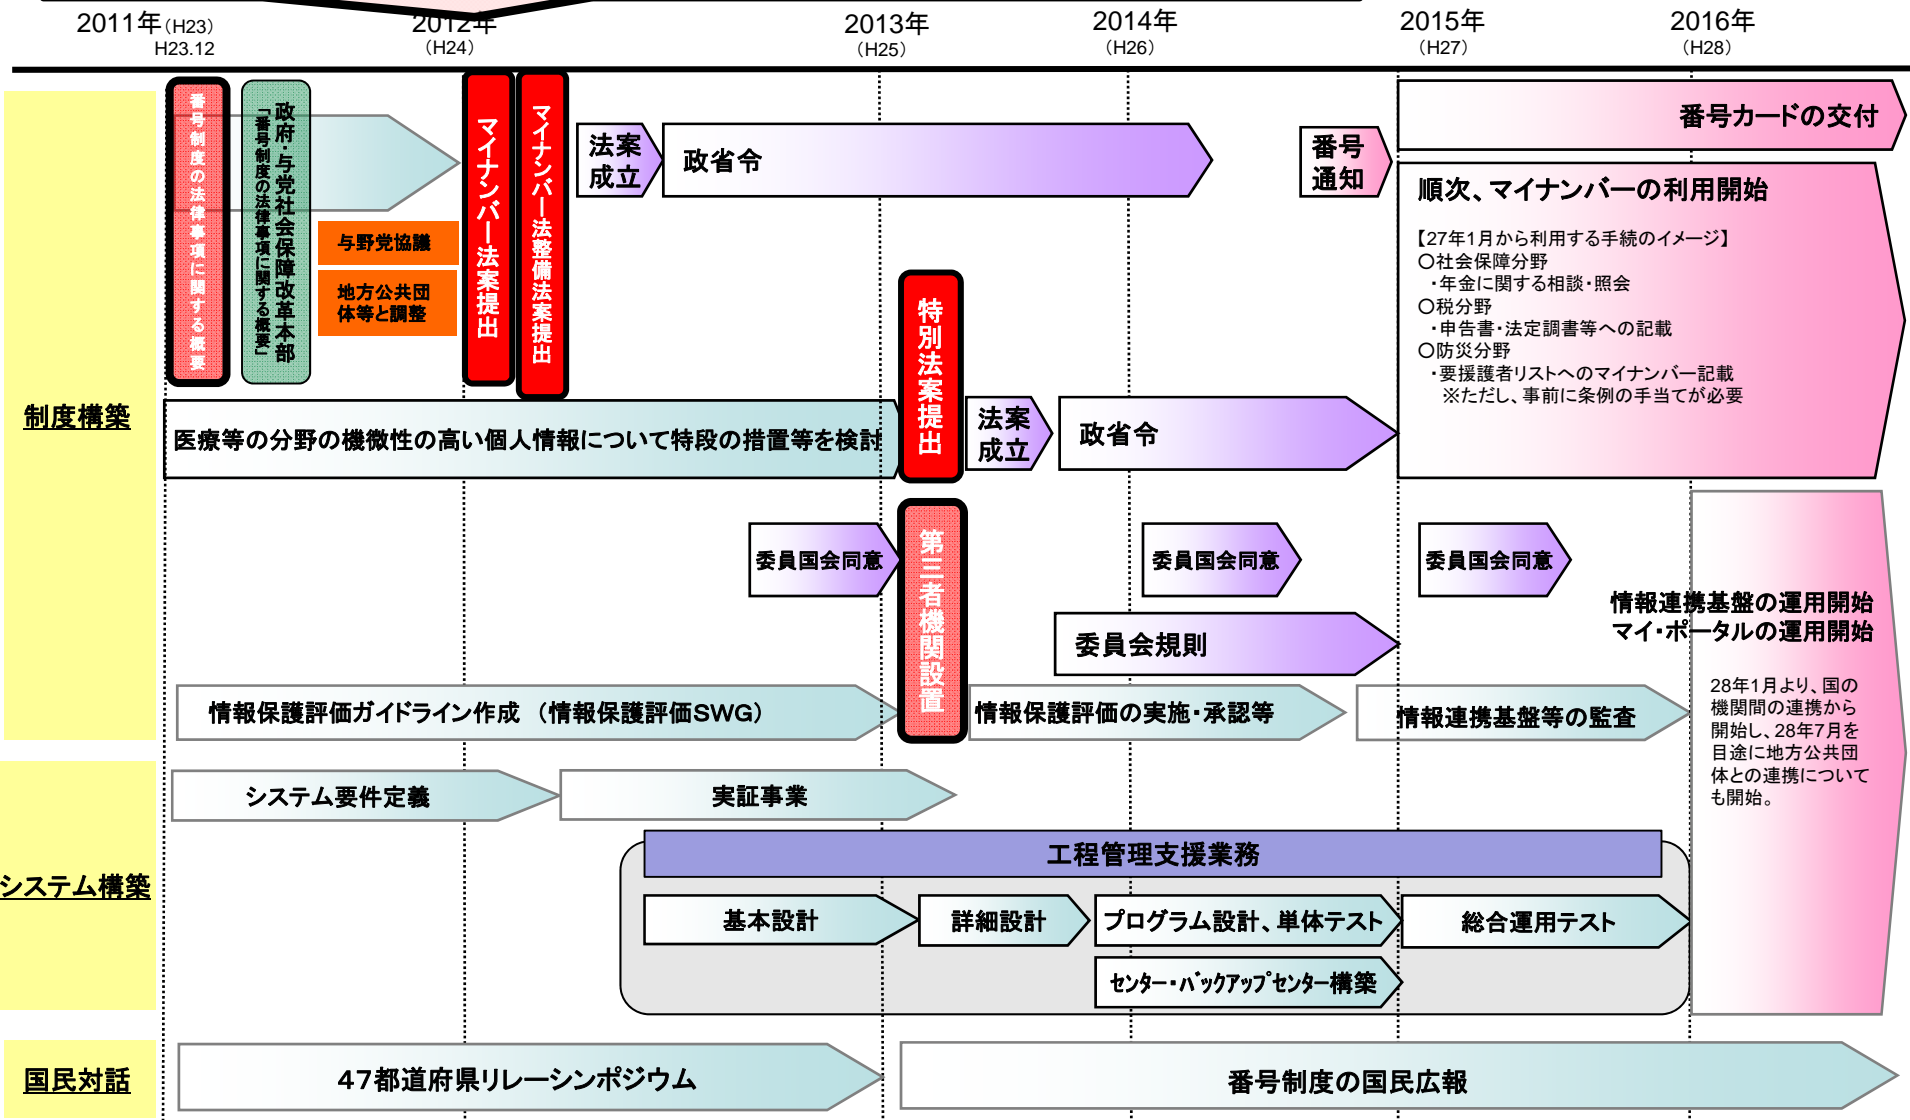 2011年(H23)
H23.12
2012年
(H24)
2013年
(H25)
2014年
(H26)
2015年
(H27)
2016年
(H28)
制度構築
番号制度の法律事項に関する概要
政府・与党社会保障改革本部
「番号制度の法律事項に関する概要」
与野党協議
地方公共団
体等と調整
マイナンバー法案提出
マイナンバー法整備法案提出
法案
成立
政省令
番号
通知
番号カードの交付
順次、マイナンバーの利用開始
【27年1月から利用する手続のイメージ】
○社会保障分野
・年金に関する相談・照会
○税分野
・申告書・法定調書等への記載
○防災分野
・要援護者リストへのマイナンバー記載
※ただし、事前に条例の手当てが必要
医療等の分野の機微性の高い個人情報について特段の措置等を検討
特別法案提出
法案
成立
政省令
委員国会同意
第三者機関設置
委員国会同意
委員国会同意
委員会規則
情報連携基盤の運用開始
マイ・ポータルの運用開始
28年1月より、国の
機関間の連携から
開始し、28年7月を
目途に地方公共団
体との連携について
も開始。
情報保護評価ガイドライン作成 (情報保護評価SWG)
情報保護評価の実施・承認等
情報連携基盤等の監査
システム構築
システム要件定義
実証事業
工程管理支援業務
基本設計
詳細設計
プログラム設計、単体テスト
総合運用テスト
センター・バックアップセンター構築
国民対話
47都道府県リレーシンポジウム
番号制度の国民広報